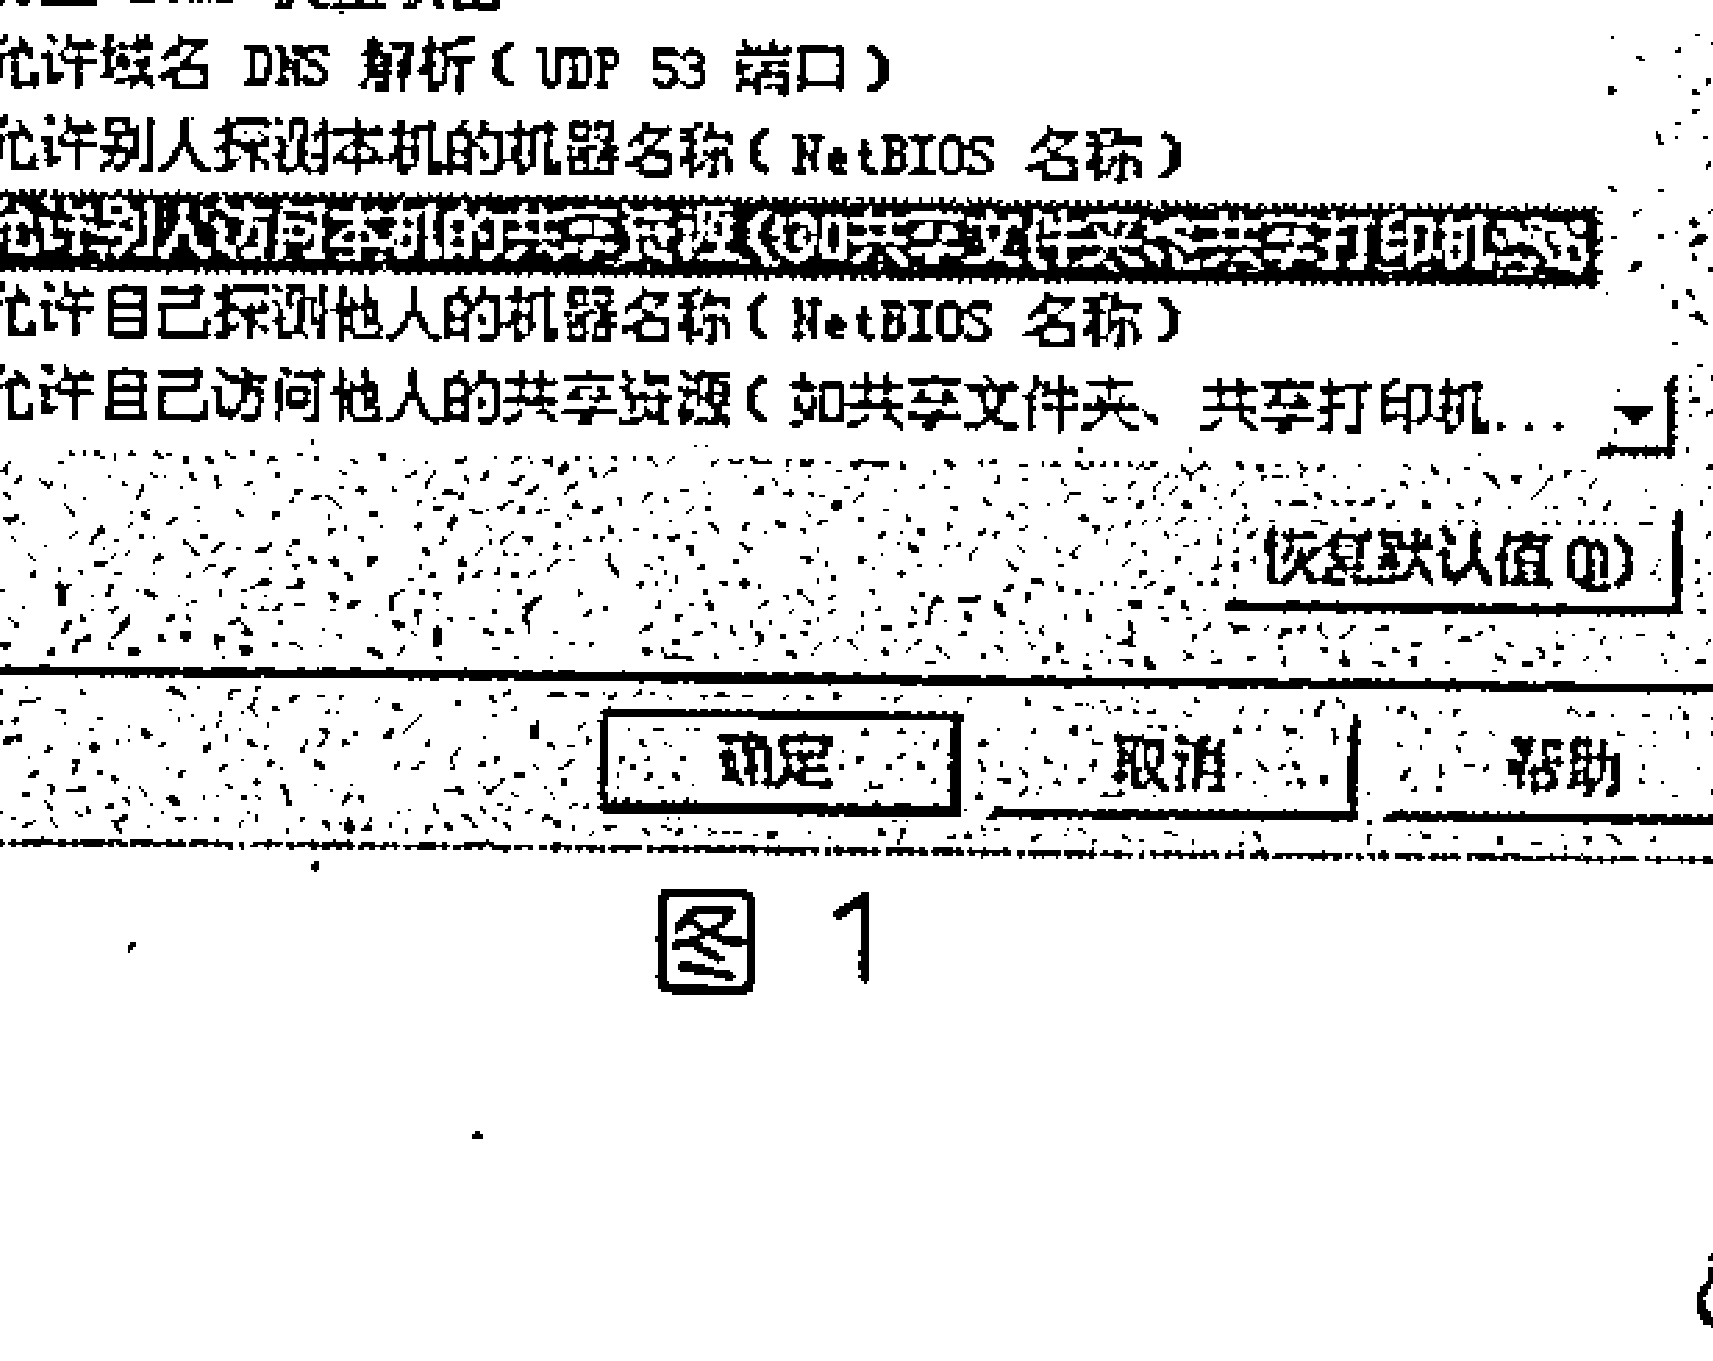 允许域名 DNS 解析(UDP 53 端口)
允许别人探测本机的机器名称(NetBIOS 名称)
允许别人访问本机的共享资源(如共享文件夹、共享打印机...
允许自己探测他人的机器名称(NetBIOS 名称)
允许自己访问他人的共享资源(如共享文件夹、共享打印机...
恢复默认值
确定 取消 帮助
图 1